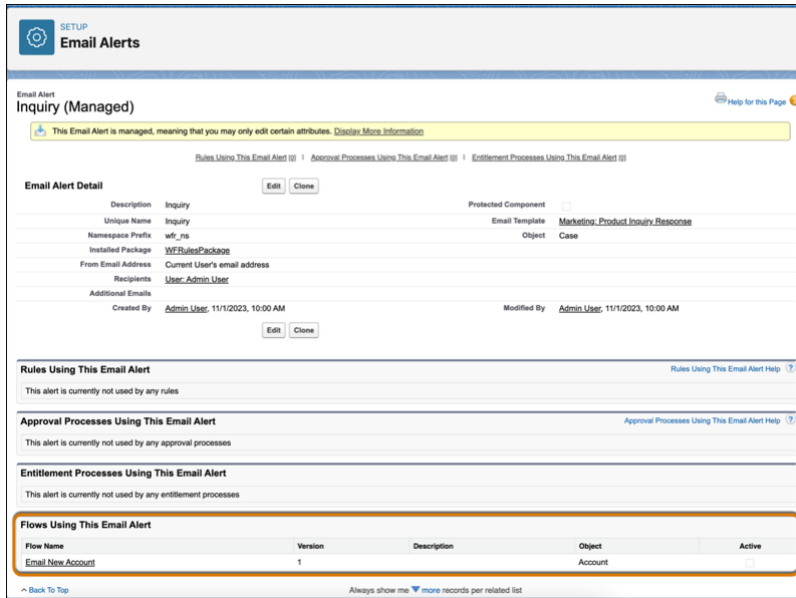 SETUP
Email Alerts
Email Alert
Inquiry (Managed)
Help for this Page
This Email Alert is managed, meaning that you may only edit certain attributes. Display More Information
Rules Using This Email Alert [0] | Approval Processes Using This Email Alert [0] | Entitlement Processes Using This Email Alert [0]
Email Alert Detail Edit Clone
Description Inquiry Protected Component
Unique Name Inquiry Email Template Marketing: Product Inquiry Response
Namespace Prefix wfr_ns Object Case
Installed Package WFRulesPackage
From Email Address Current User's email address
Recipients User: Admin User
Additional Emails
Created By Admin User, 11/1/2023, 10:00 AM Modified By Admin User, 11/1/2023, 10:00 AM
Edit Clone
Rules Using This Email Alert Rules Using This Email Alert Help ?
This alert is currently not used by any rules
Approval Processes Using This Email Alert Approval Processes Using This Email Alert Help ?
This alert is currently not used by any approval processes
Entitlement Processes Using This Email Alert
This alert is currently not used by any entitlement processes
Flows Using This Email Alert
Flow Name Version Description Object Active
Email New Account 1 Account
^ Back To Top Always show me ▼ more records per related list